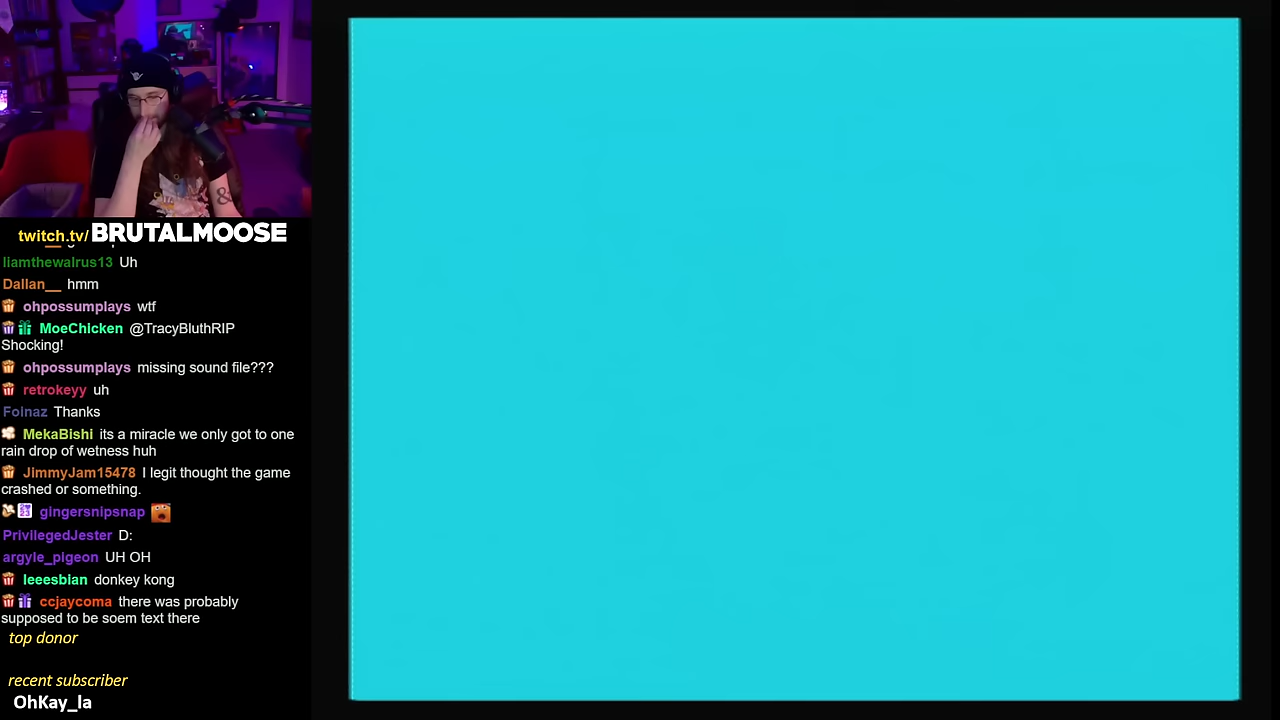 twitch.tv/BRUTALMOOSE
liamthewalrus13 Uh
Dallan__ hmm
ohpossumplays wtf
MoeChicken @TracyBluthRIP
Shocking!
ohpossumplays missing sound file???
retrokeyy uh
Foinaz Thanks
MekaBishi its a miracle we only got to one
rain drop of wetness huh
JimmyJam15478 I legit thought the game
crashed or something.
gingersnipsnap
PrivilegedJester D:
argyle_pigeon UH OH
leeesbian donkey kong
ccjaycoma there was probably
supposed to be soem text there
top donor
recent subscriber
OhKay_la